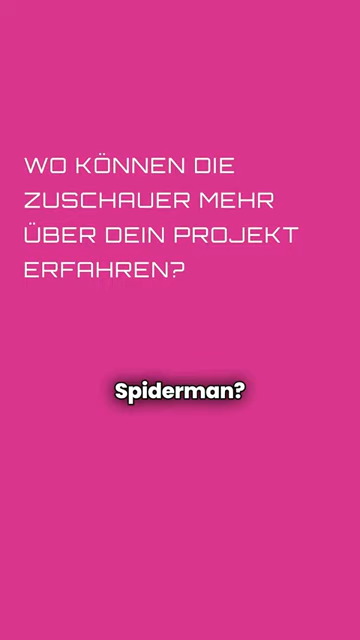 WO KÖNNEN DIE
ZUSCHAUER MEHR
ÜBER DEIN PROJEKT
ERFAHREN?
Spiderman?